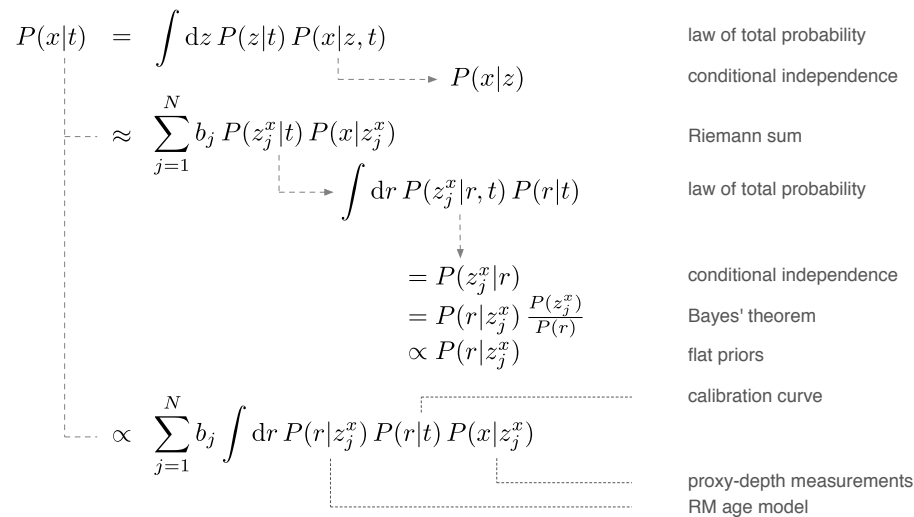 P(x|t) = ∫ dz P(z|t) P(x|z, t) law of total probability
P(x|z) conditional independence
≈ ∑_{j=1}^{N} b_j P(z_j^x|t) P(x|z_j^x) Riemann sum
∫ dr P(z_j^x|r, t) P(r|t) law of total probability
= P(z_j^x|r) conditional independence
= P(r|z_j^x) P(z_j^x)/P(r) Bayes' theorem
∝ P(r|z_j^x) flat priors
calibration curve
∝ ∑_{j=1}^{N} b_j ∫ dr P(r|z_j^x) P(r|t) P(x|z_j^x)
proxy-depth measurements
RM age model